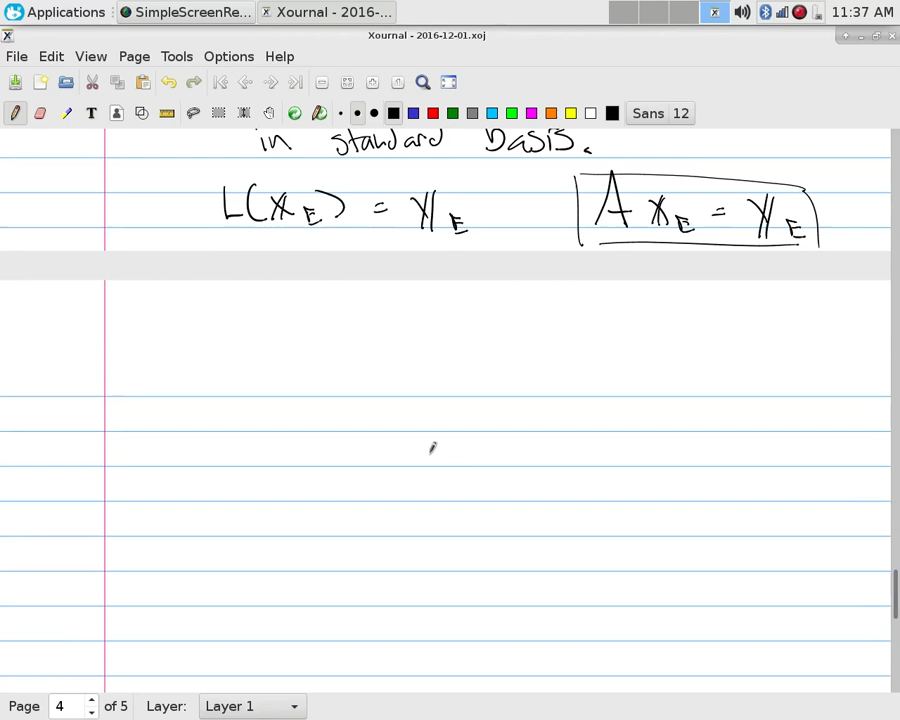 Applications SimpleScreenRe... Xournal - 2016-... 11:37 AM
Xournal - 2016-12-01.xoj
File Edit View Page Tools Options Help
T Sans 12
in standard Basis.
L(x_E) = y_E A x_E = y_E
Page 4 of 5 Layer: Layer 1